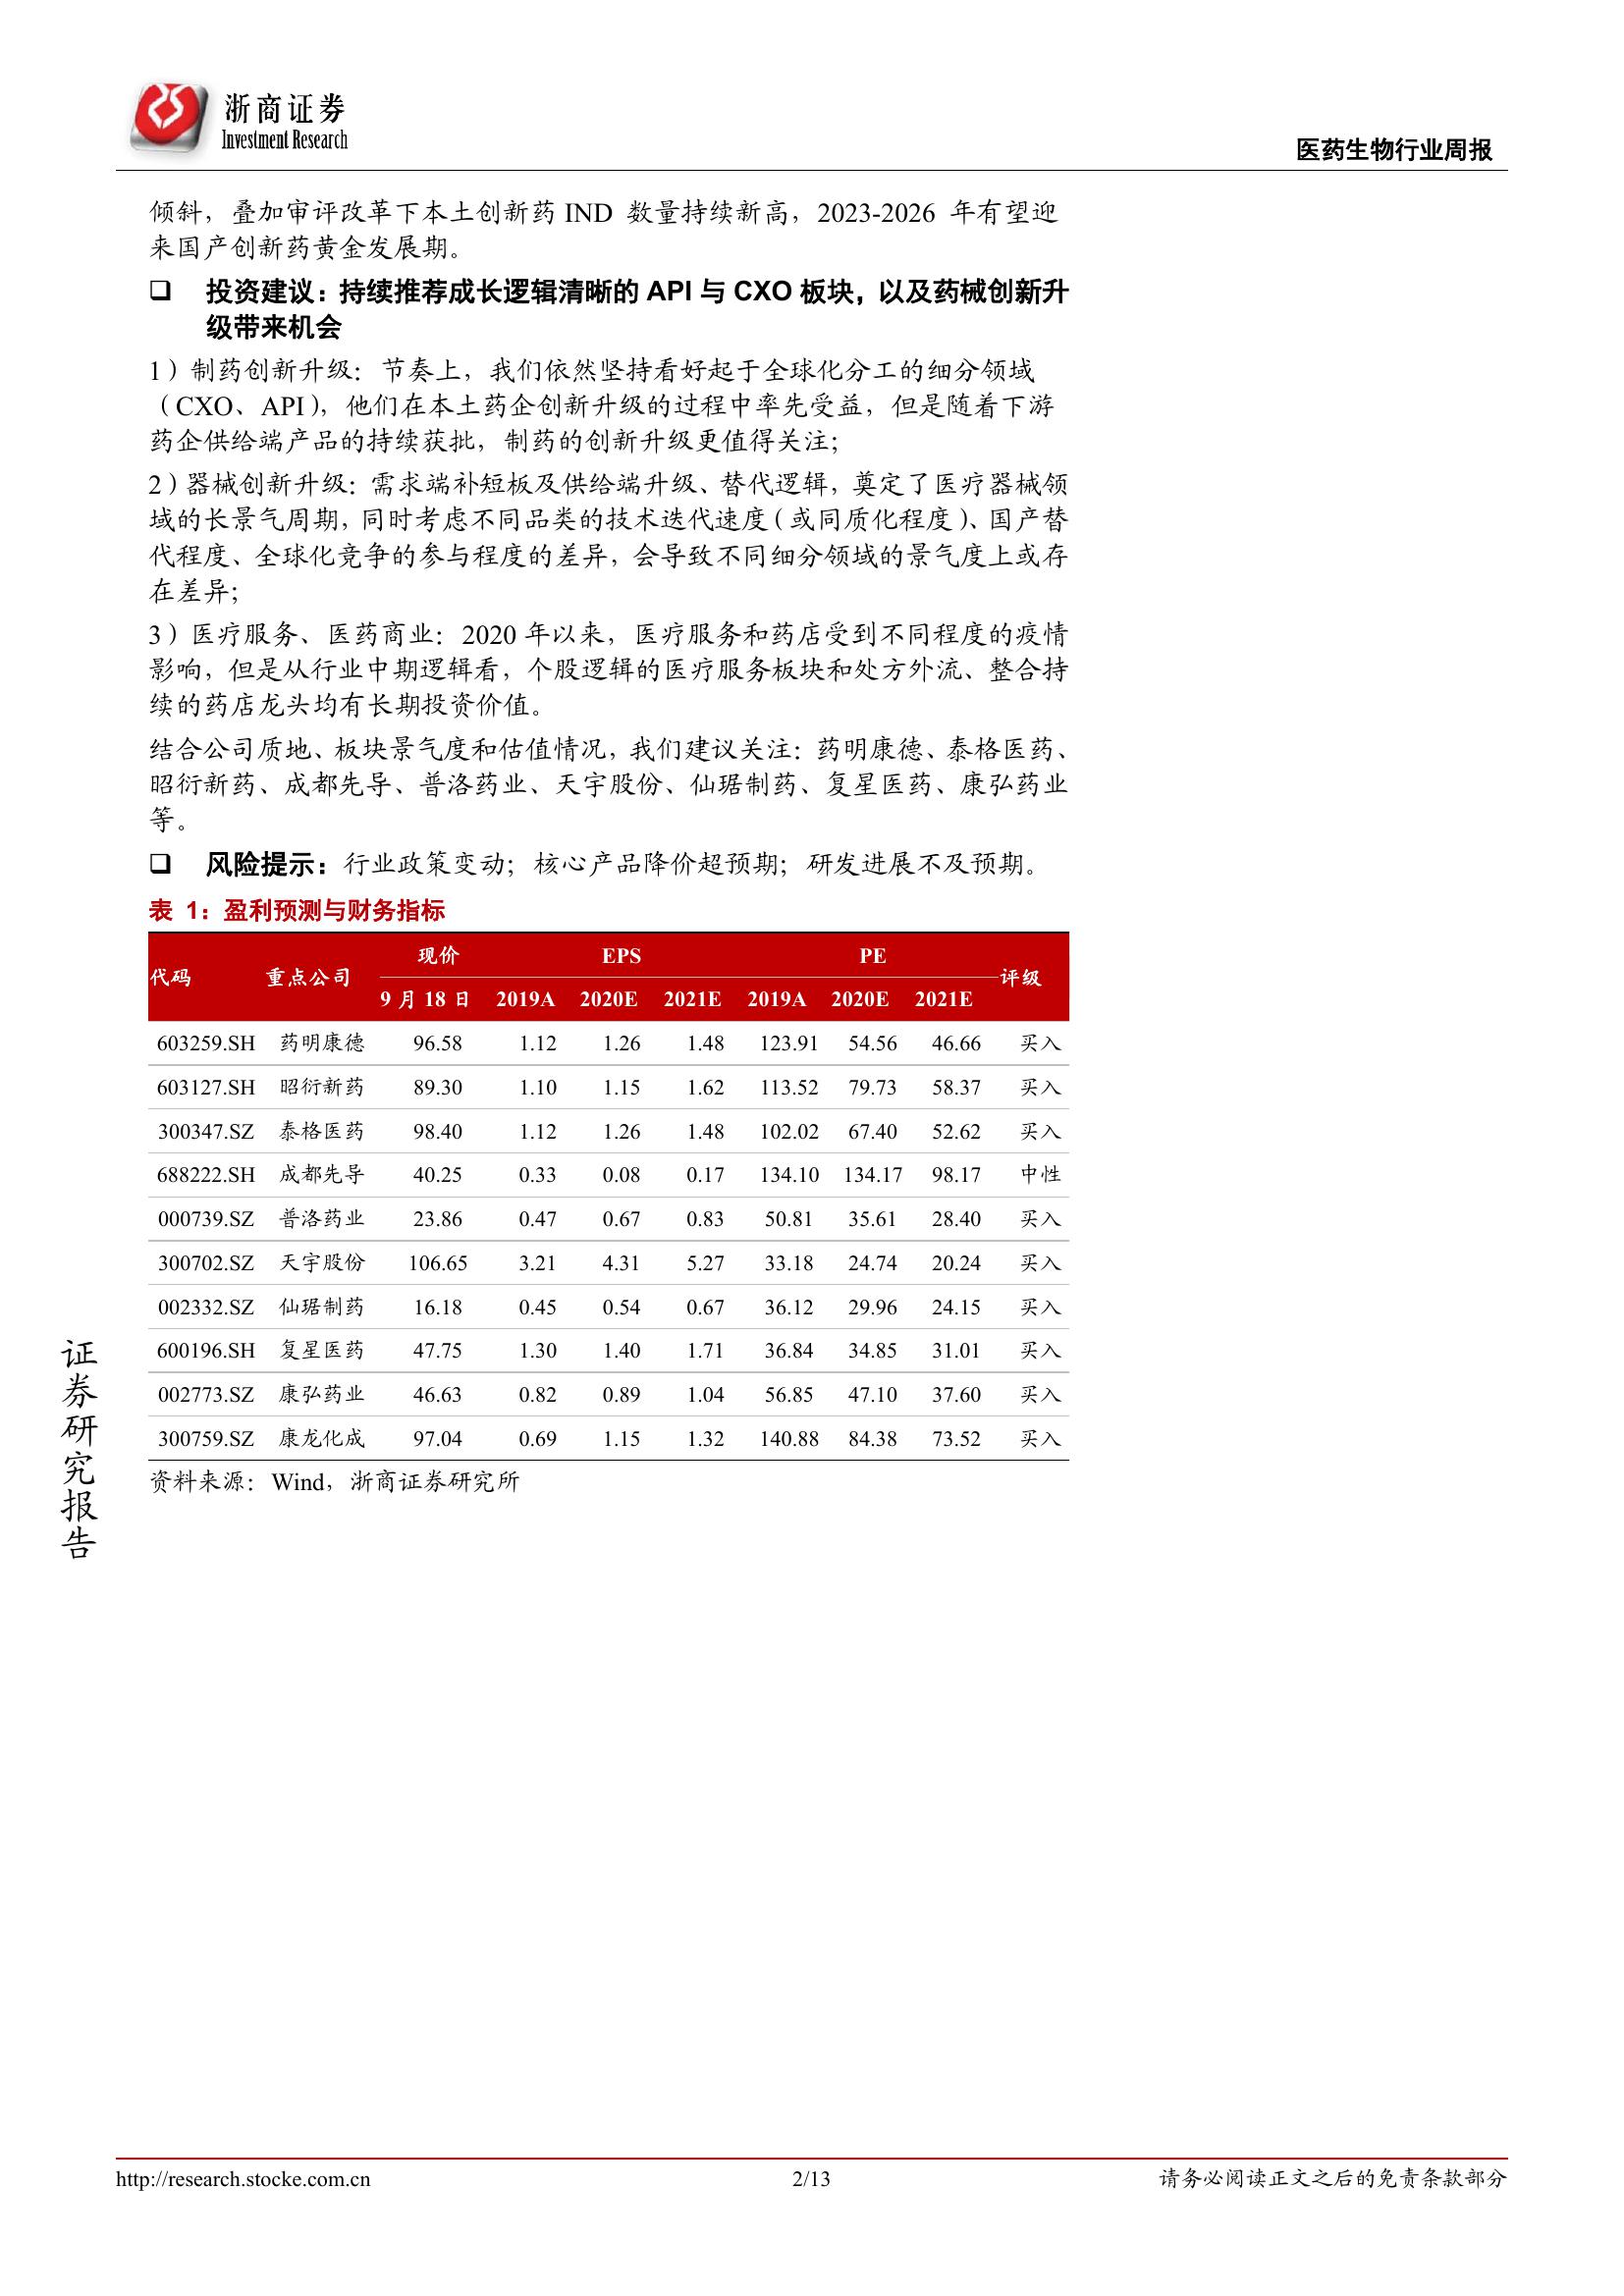 浙商证券
Investment Research
医药生物行业周报
倾斜，叠加审评改革下本土创新药 IND 数量持续新高，2023-2026 年有望迎
来国产创新药黄金发展期。
❑ 投资建议：持续推荐成长逻辑清晰的 API 与 CXO 板块，以及药械创新升
级带来机会
1）制药创新升级：节奏上，我们依然坚持看好起于全球化分工的细分领域
（CXO、API），他们在本土药企创新升级的过程中率先受益，但是随着下游
药企供给端产品的持续获批，制药的创新升级更值得关注；
2）器械创新升级：需求端补短板及供给端升级、替代逻辑，奠定了医疗器械领
域的长景气周期，同时考虑不同品类的技术迭代速度（或同质化程度）、国产替
代程度、全球化竞争的参与程度的差异，会导致不同细分领域的景气度上或存
在差异；
3）医疗服务、医药商业：2020 年以来，医疗服务和药店受到不同程度的疫情
影响，但是从行业中期逻辑看，个股逻辑的医疗服务板块和处方外流、整合持
续的药店龙头均有长期投资价值。
结合公司质地、板块景气度和估值情况，我们建议关注：药明康德、泰格医药、
昭衍新药、成都先导、普洛药业、天宇股份、仙琚制药、复星医药、康弘药业
等。
❑ 风险提示：行业政策变动；核心产品降价超预期；研发进展不及预期。
表 1：盈利预测与财务指标
代码 重点公司 现价 EPS PE 评级
9 月 18 日 2019A 2020E 2021E 2019A 2020E 2021E
603259.SH 药明康德 96.58 1.12 1.26 1.48 123.91 54.56 46.66 买入
603127.SH 昭衍新药 89.30 1.10 1.15 1.62 113.52 79.73 58.37 买入
300347.SZ 泰格医药 98.40 1.12 1.26 1.48 102.02 67.40 52.62 买入
688222.SH 成都先导 40.25 0.33 0.08 0.17 134.10 134.17 98.17 中性
000739.SZ 普洛药业 23.86 0.47 0.67 0.83 50.81 35.61 28.40 买入
300702.SZ 天宇股份 106.65 3.21 4.31 5.27 33.18 24.74 20.24 买入
002332.SZ 仙琚制药 16.18 0.45 0.54 0.67 36.12 29.96 24.15 买入
600196.SH 复星医药 47.75 1.30 1.40 1.71 36.84 34.85 31.01 买入
002773.SZ 康弘药业 46.63 0.82 0.89 1.04 56.85 47.10 37.60 买入
300759.SZ 康龙化成 97.04 0.69 1.15 1.32 140.88 84.38 73.52 买入
资料来源：Wind，浙商证券研究所
证券研究报告
http://research.stocke.com.cn 2/13 请务必阅读正文之后的免责条款部分